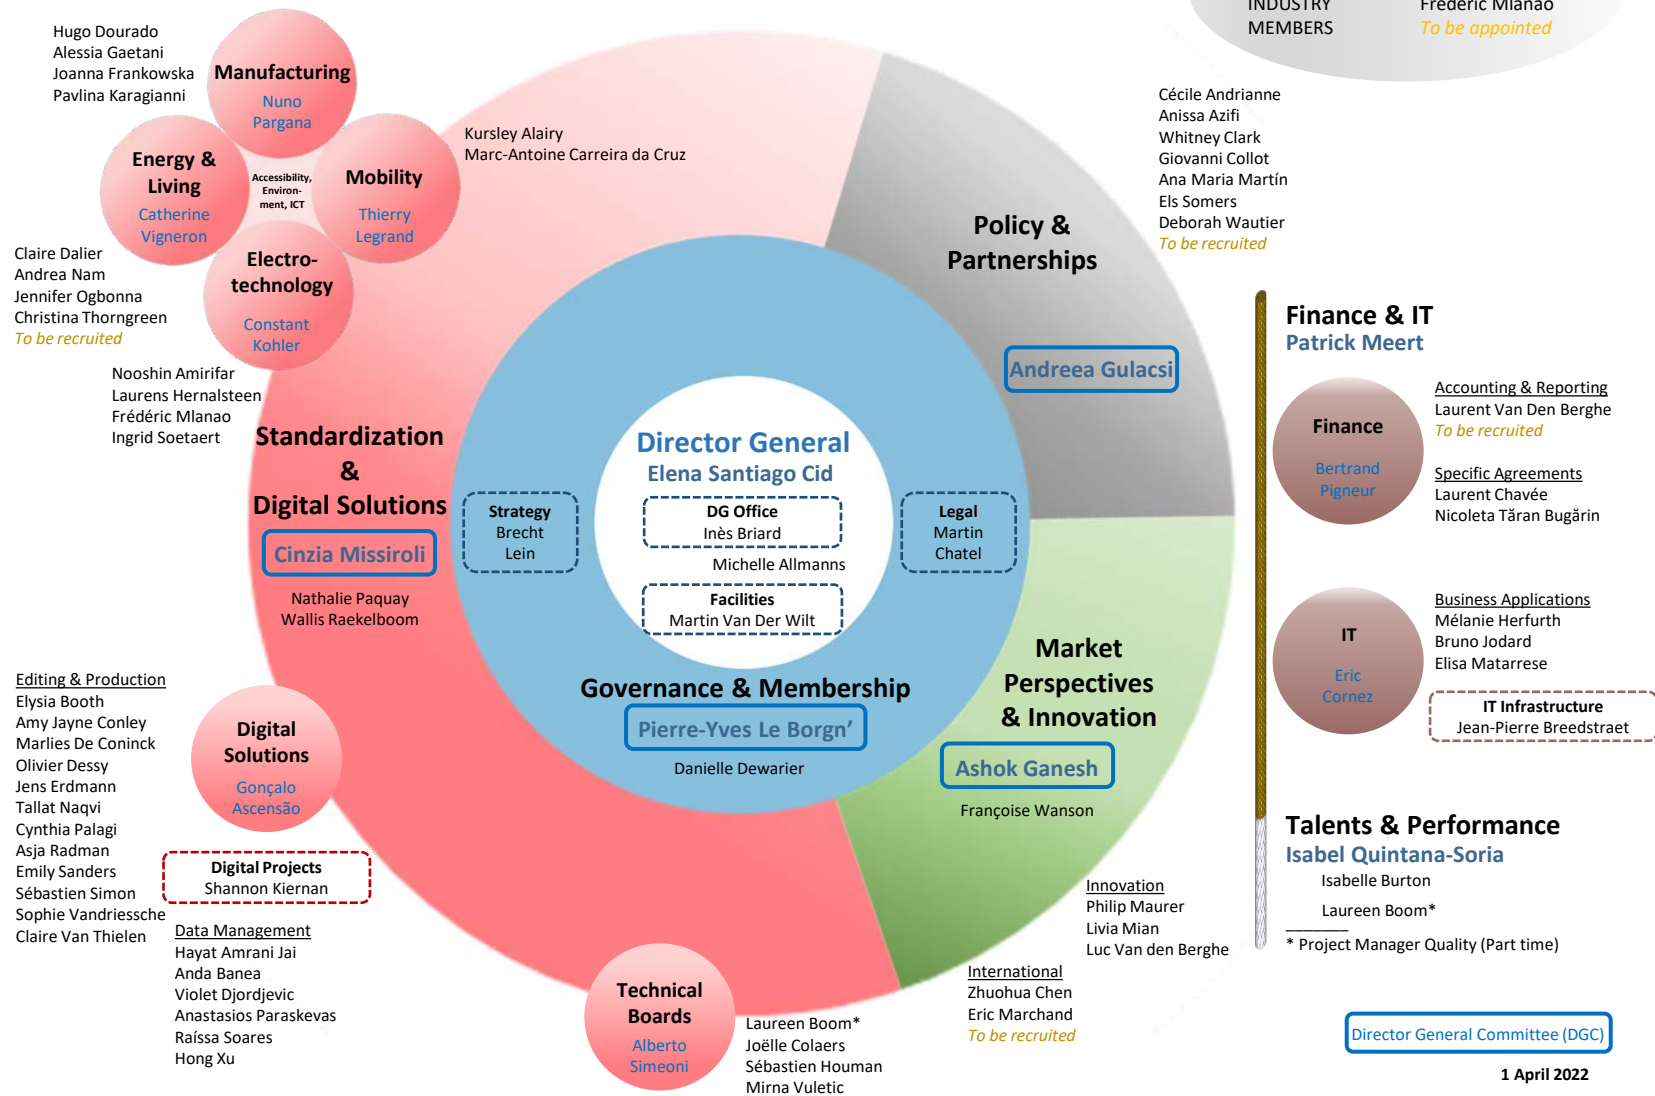 INDUSTRY
MEMBERS
Frédéric Mlanao
To be appointed
Hugo Dourado
Alessia Gaetani
Joanna Frankowska
Pavlina Karagianni
Manufacturing
Nuno
Pargana
Energy &
Living
Catherine
Vigneron
Accessibility,
Environ-
ment, ICT
Mobility
Thierry
Legrand
Kursley Alairy
Marc-Antoine Carreira da Cruz
Electro-
technology
Constant
Kohler
Claire Dalier
Andrea Nam
Jennifer Ogbonna
Christina Thorngreen
To be recruited
Nooshin Amirifar
Laurens Hernalsteen
Frédéric Mlanao
Ingrid Soetaert
Standardization
&
Digital Solutions
Cinzia Missiroli
Nathalie Paquay
Wallis Raekelboom
Policy &
Partnerships
Andreea Gulacsi
Cécile Andrianne
Anissa Azifi
Whitney Clark
Giovanni Collot
Ana Maria Martín
Els Somers
Deborah Wautier
To be recruited
Director General
Elena Santiago Cid
DG Office
Inès Briard
Michelle Allmanns
Facilities
Martin Van Der Wilt
Strategy
Brecht
Lein
Legal
Martin
Chatel
Governance & Membership
Pierre-Yves Le Borgn’
Danielle Dewarier
Market
Perspectives
& Innovation
Ashok Ganesh
Françoise Wanson
Innovation
Philip Maurer
Livia Mian
Luc Van den Berghe
International
Zhuohua Chen
Eric Marchand
To be recruited
Editing & Production
Elysia Booth
Amy Jayne Conley
Marlies De Coninck
Olivier Dessy
Jens Erdmann
Tallat Naqvi
Cynthia Palagi
Asja Radman
Emily Sanders
Sébastien Simon
Sophie Vandriessche
Claire Van Thielen
Digital
Solutions
Gonçalo
Ascensão
Digital Projects
Shannon Kiernan
Data Management
Hayat Amrani Jai
Anda Banea
Violet Djordjevic
Anastasios Paraskevas
Raíssa Soares
Hong Xu
Technical
Boards
Alberto
Simeoni
Laureen Boom*
Joëlle Colaers
Sébastien Houman
Mirna Vuletic
Finance & IT
Patrick Meert
Finance
Bertrand
Pigneur
Accounting & Reporting
Laurent Van Den Berghe
To be recruited
Specific Agreements
Laurent Chavée
Nicoleta Tăran Bugărin
IT
Eric
Cornez
Business Applications
Mélanie Herfurth
Bruno Jodard
Elisa Matarrese
IT Infrastructure
Jean-Pierre Breedstraet
Talents & Performance
Isabel Quintana-Soria
Isabelle Burton
Laureen Boom*
* Project Manager Quality (Part time)
Director General Committee (DGC)
1 April 2022